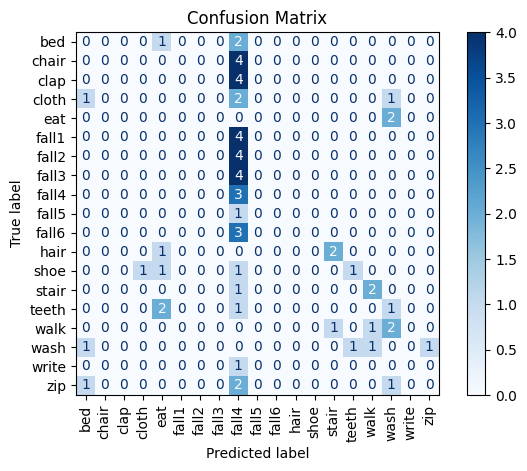 Confusion Matrix
True label
bed 0 0 0 0 1 0 0 0 2 0 0 0 0 0 0 0 0 0 0
chair 0 0 0 0 0 0 0 0 4 0 0 0 0 0 0 0 0 0 0
clap 0 0 0 0 0 0 0 0 4 0 0 0 0 0 0 0 0 0 0
cloth 1 0 0 0 0 0 0 0 2 0 0 0 0 0 0 0 1 0 0
eat 0 0 0 0 0 0 0 0 0 0 0 0 0 0 0 0 2 0 0
fall1 0 0 0 0 0 0 0 0 4 0 0 0 0 0 0 0 0 0 0
fall2 0 0 0 0 0 0 0 0 4 0 0 0 0 0 0 0 0 0 0
fall3 0 0 0 0 0 0 0 0 4 0 0 0 0 0 0 0 0 0 0
fall4 0 0 0 0 0 0 0 0 3 0 0 0 0 0 0 0 0 0 0
fall5 0 0 0 0 0 0 0 0 1 0 0 0 0 0 0 0 0 0 0
fall6 0 0 0 0 0 0 0 0 3 0 0 0 0 0 0 0 0 0 0
hair 0 0 0 0 1 0 0 0 0 0 0 0 0 2 0 0 0 0 0
shoe 0 0 0 1 1 0 0 0 1 0 0 0 0 0 1 0 0 0 0
stair 0 0 0 0 0 0 0 0 1 0 0 0 0 0 0 2 0 0 0
teeth 0 0 0 0 2 0 0 0 1 0 0 0 0 0 0 0 1 0 0
walk 0 0 0 0 0 0 0 0 0 0 0 0 0 1 0 1 2 0 0
wash 1 0 0 0 0 0 0 0 0 0 0 0 0 0 1 1 0 0 1
write 0 0 0 0 0 0 0 0 1 0 0 0 0 0 0 0 0 0 0
zip 1 0 0 0 0 0 0 0 2 0 0 0 0 0 0 0 1 0 0
bed chair clap cloth eat fall1 fall2 fall3 fall4 fall5 fall6 hair shoe stair teeth walk wash write zip
Predicted label
4.0
3.5
3.0
2.5
2.0
1.5
1.0
0.5
0.0